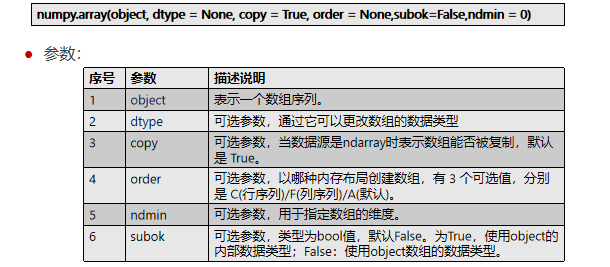 numpy.array(object, dtype = None, copy = True, order = None,subok=False,ndmin = 0)
参数：
序号 参数 描述说明
1 object 表示一个数组序列。
2 dtype 可选参数，通过它可以更改数组的数据类型
3 copy 可选参数，当数据源是ndarray时表示数组能否被复制，默认
是 True。
4 order 可选参数，以哪种内存布局创建数组，有 3 个可选值，分别
是 C(行序列)/F(列序列)/A(默认)。
5 ndmin 可选参数，用于指定数组的维度。
6 subok 可选参数，类型为bool值，默认False。为True，使用object的
内部数据类型；False：使用object数组的数据类型。